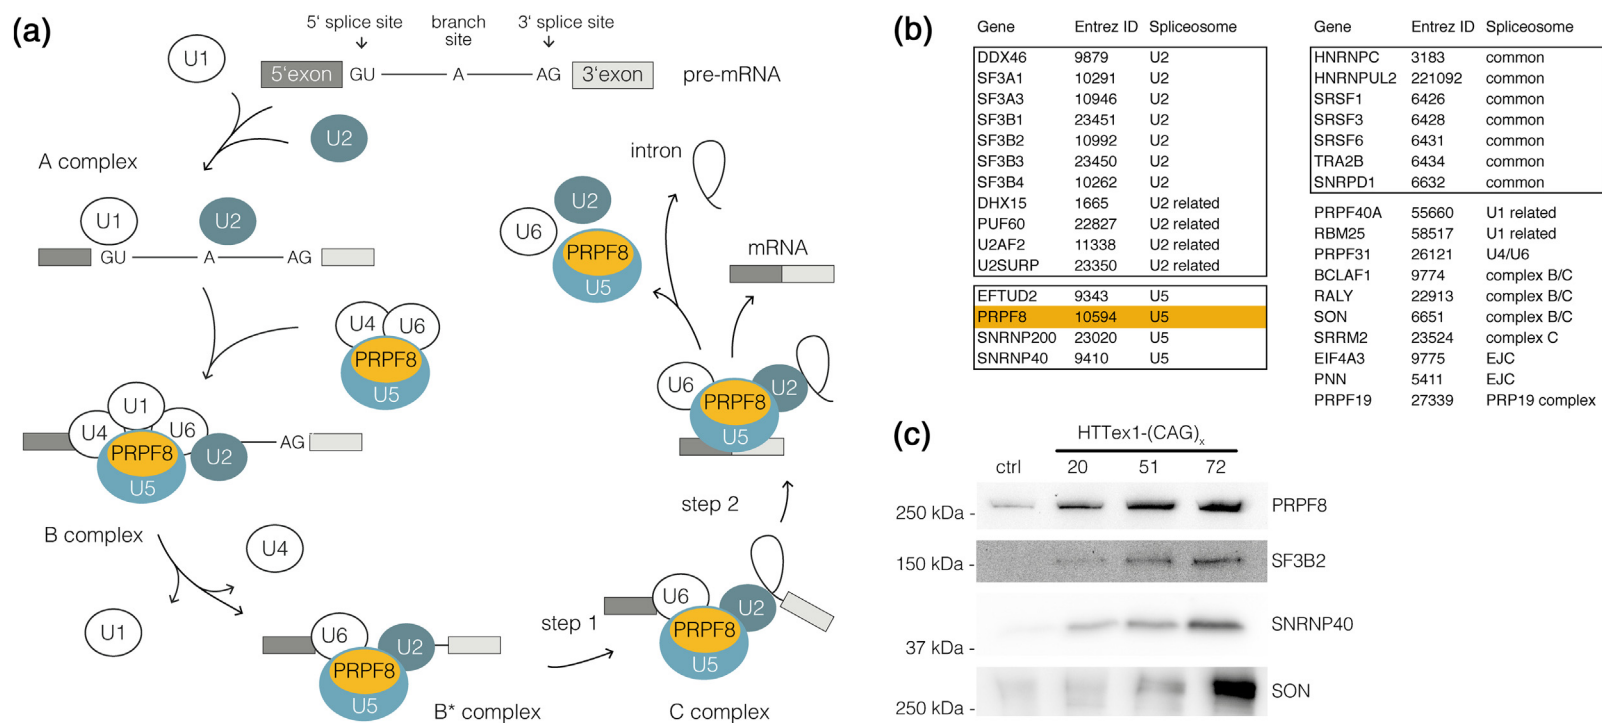 (a)
5' splice site
branch
site
3' splice site
U1
5'exon GU A AG 3'exon
pre-mRNA
U2
A complex
U1 U2
GU A AG
U4 U6
PRPF8
U5
U1
U4 U6
PRPF8
U5
U2
AG
B complex
U4
U1
U6
U2
PRPF8
U5
B* complex
step 1
U6
U2
PRPF8
U5
C complex
step 2
U6
U2
PRPF8
U5
intron
mRNA
U2
U6
PRPF8
U5
(b)
Gene Entrez ID Spliceosome
DDX46 9879 U2
SF3A1 10291 U2
SF3A3 10946 U2
SF3B1 23451 U2
SF3B2 10992 U2
SF3B3 23450 U2
SF3B4 10262 U2
DHX15 1665 U2 related
PUF60 22827 U2 related
U2AF2 11338 U2 related
U2SURP 23350 U2 related
EFTUD2 9343 U5
PRPF8 10594 U5
SNRNP200 23020 U5
SNRNP40 9410 U5
Gene Entrez ID Spliceosome
HNRNPC 3183 common
HNRNPUL2 221092 common
SRSF1 6426 common
SRSF3 6428 common
SRSF6 6431 common
TRA2B 6434 common
SNRPD1 6632 common
PRPF40A 55660 U1 related
RBM25 58517 U1 related
PRPF31 26121 U4/U6
BCLAF1 9774 complex B/C
RALY 22913 complex B/C
SON 6651 complex B/C
SRRM2 23524 complex C
EIF4A3 9775 EJC
PNN 5411 EJC
PRPF19 27339 PRP19 complex
(c)
HTTex1-(CAG)x
ctrl 20 51 72
250 kDa - PRPF8
150 kDa - SF3B2
SNRNP40
37 kDa -
SON
250 kDa -